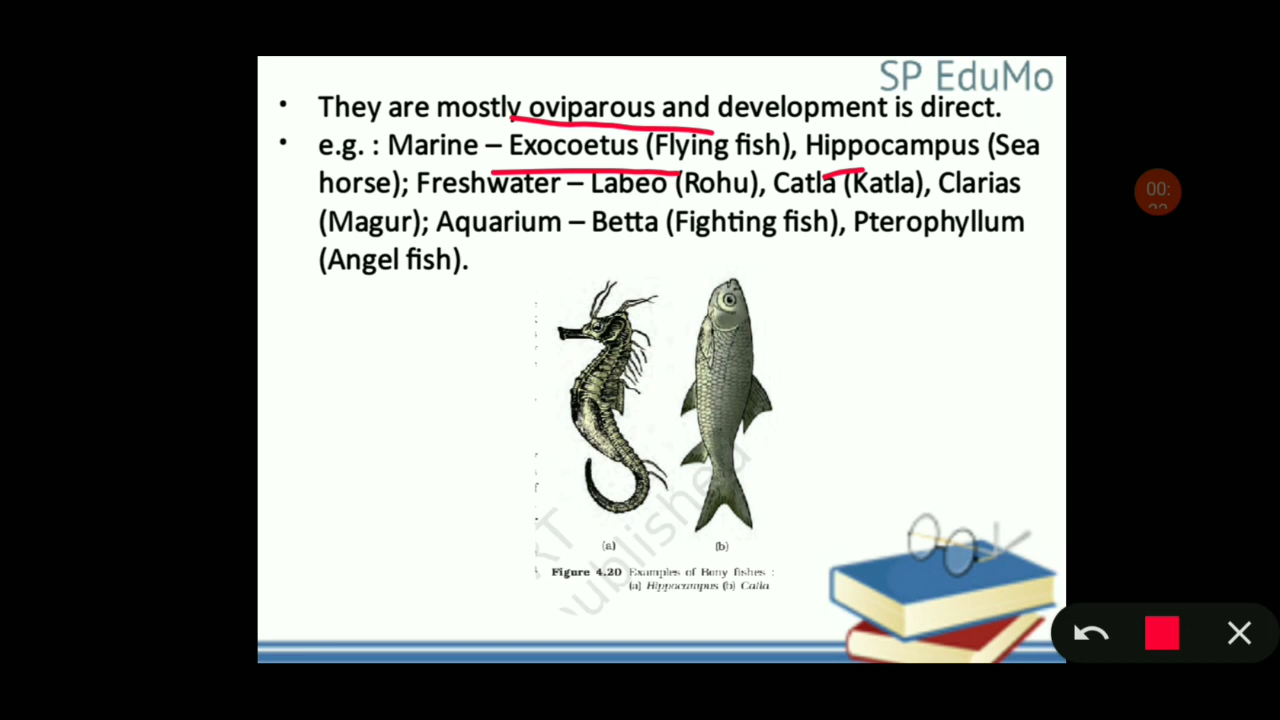 SP EduMo
• They are mostly oviparous and development is direct.
• e.g. : Marine – Exocoetus (Flying fish), Hippocampus (Sea
horse); Freshwater – Labeo (Rohu), Catla (Katla), Clarias
(Magur); Aquarium – Betta (Fighting fish), Pterophyllum
(Angel fish).
00:
(a) (b)
Figure 4.20 Examples of Bony fishes :
(a) Hippocampus (b) Catla